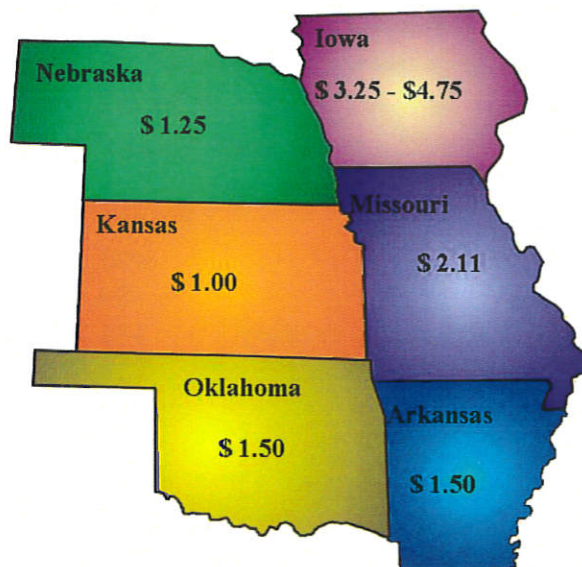 Iowa
$ 3.25 - $4.75
Nebraska
$ 1.25
Missouri
$ 2.11
Kansas
$ 1.00
Oklahoma
$ 1.50
Arkansas
$ 1.50